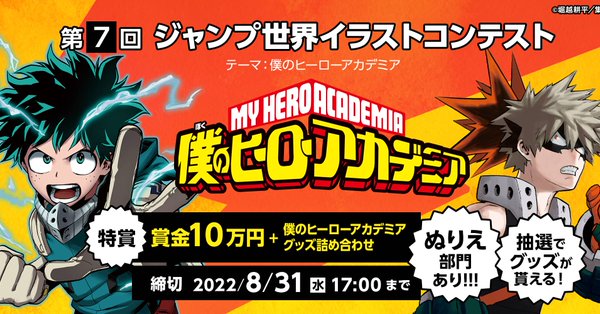 ©堀越耕平／集
第7回 ジャンプ世界イラストコンテスト
テーマ：僕のヒーローアカデミア
MY HERO ACADEMIA
ぼく
僕のヒーローアカデミア
特賞
賞金10万円+
僕のヒーローアカデミア
グッズ詰め合わせ
締切 2022/8/31 水 17:00 まで
ぬりえ
部門
あり!!!
抽選で
グッズが
貰える！